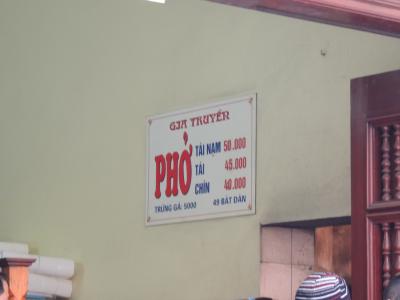 GIA TRUYỀN
PHỞ
TÁI NẠM 50.000
TÁI 45.000
CHÍN 40.000
TRỨNG GÀ: 5000 49 BÁT ĐÀN